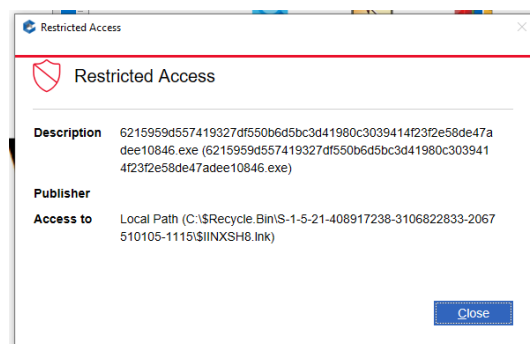 Restricted Access
Restricted Access
Description 6215959d557419327df550b6d5bc3d41980c3039414f23f2e58de47a
dee10846.exe (6215959d557419327df550b6d5bc3d41980c303941
4f23f2e58de47adee10846.exe)
Publisher
Access to Local Path (C:\$Recycle.Bin\S-1-5-21-408917238-3106822833-2067
510105-1115\$IINXSH8.lnk)
Close